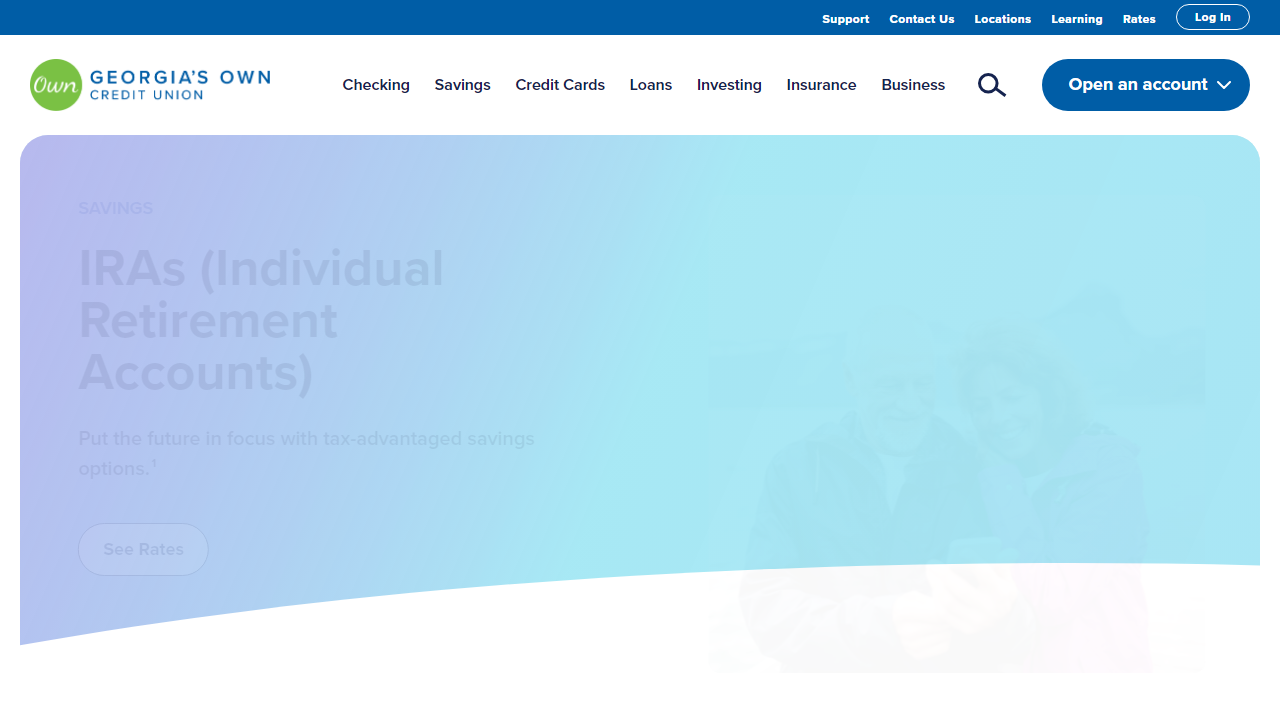 Support Contact Us Locations Learning Rates Log In
Own GEORGIA'S OWN
CREDIT UNION
Checking Savings Credit Cards Loans Investing Insurance Business Open an account
SAVINGS
IRAs (Individual
Retirement
Accounts)
Put the future in focus with tax-advantaged savings
options.¹
See Rates